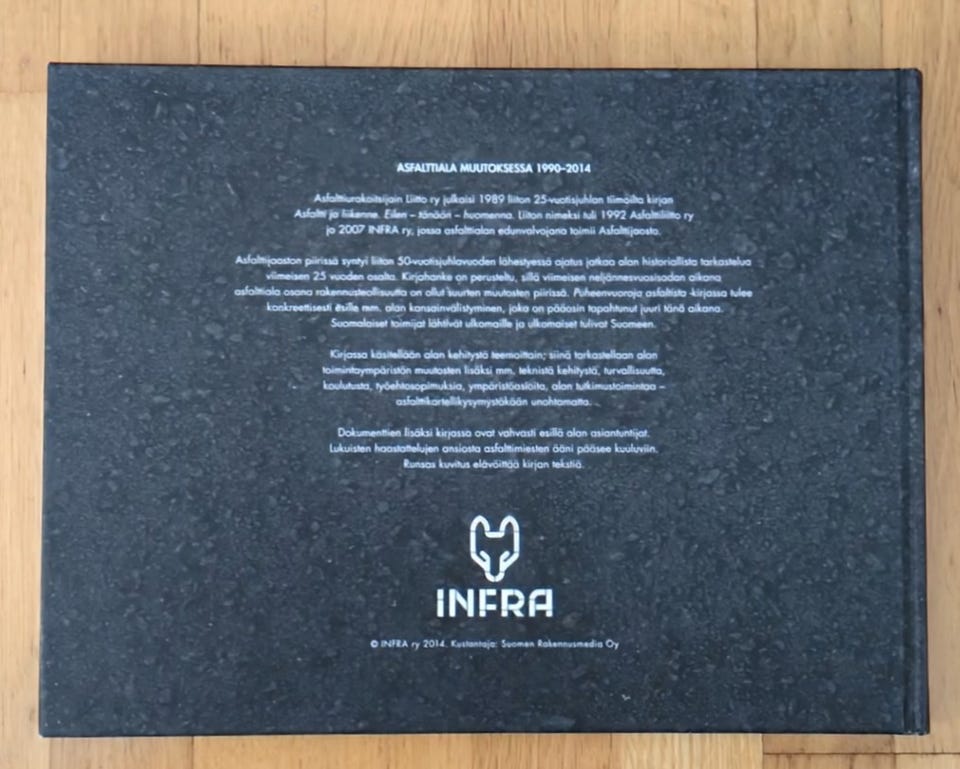 ASFALTTIALA MUUTOKSESSA 1990–2014
Asfalttiurakoitsijain Liitto ry julkaisi 1989 liiton 25-vuotisjuhlan tiimoilta kirjan
Asfaltti ja liikenne. Eilen – tänään – huomenna. Liiton nimeksi tuli 1992 Asfalttiliitto ry
ja 2007 INFRA ry, jossa asfalttialan edunvalvojana toimii Asfalttijaosto.
Asfalttijaoston piirissä syntyi liiton 50-vuotisjuhlavuoden lähestyessä ajatus jatkaa alan historiallista tarkastelua
viimeisen 25 vuoden osalta. Kirjahanke on perusteltu, sillä viimeisen neljännesvuosisadan aikana
asfalttiala osana rakennusteollisuutta on ollut suurten muutosten piirissä. Puheenvuoroja asfaltista -kirjassa tulee
konkreettisesti esille mm. alan kansainvälistyminen, joka on pääosin tapahtunut juuri tänä aikana.
Suomalaiset toimijat lähtivät ulkomaille ja ulkomaiset tulivat Suomeen.
Kirjassa käsitellään alan kehitystä teemoittain; siinä tarkastellaan alan
toimintaympäristön muutosten lisäksi mm. teknistä kehitystä, turvallisuutta,
koulutusta, työehtosopimuksia, ympäristöasioita, alan tutkimustoimintaa –
asfalttikartellikysymystäkään unohtamatta.
Dokumenttien lisäksi kirjassa ovat vahvasti esillä alan asiantuntijat.
Lukuisten haastattelujen ansiosta asfalttimiesten ääni pääsee kuuluviin.
Runsas kuvitus elävöittää kirjan tekstiä.
INFRA
© INFRA ry 2014. Kustantaja: Suomen Rakennusmedia Oy